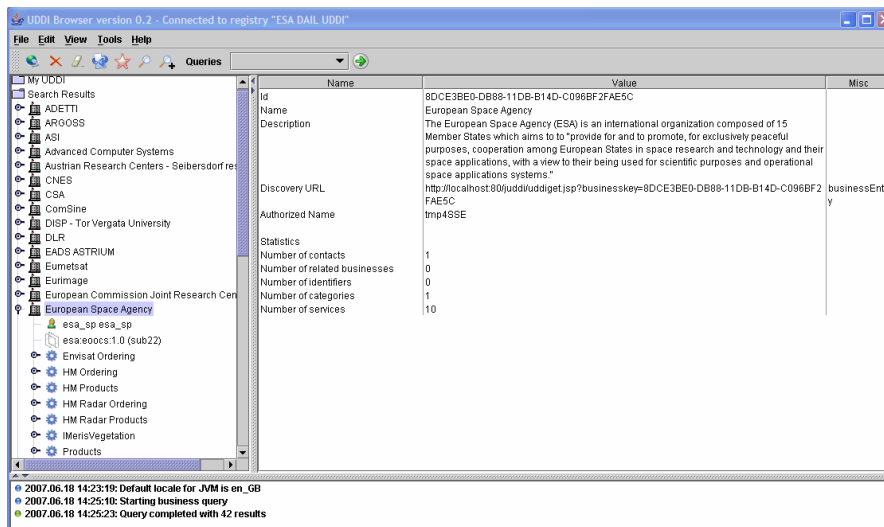 UDDI Browser version 0.2 - Connected to registry "ESA DAIL UDDI"
File Edit View Tools Help
Queries
My UDDI
Search Results
ADETTI
ARGOSS
ASI
Advanced Computer Systems
Austrian Research Centers - Seibersdorf res
CNES
CSA
ComSine
DISP - Tor Vergata University
DLR
EADS ASTRIUM
Eumetsat
Eurimage
European Commission Joint Research Cen
European Space Agency
esa_sp esa_sp
esa:eoocs:1.0 (sub22)
Envisat Ordering
HM Ordering
HM Products
HM Radar Ordering
HM Radar Products
IMerisVegetation
Products
Name Value Misc
Id 8DCE3BE0-DB88-11DB-B14D-C096BF2FAE5C
Name European Space Agency
Description The European Space Agency (ESA) is an international organization composed of 15
Member States which aims to to "provide for and to promote, for exclusively peaceful
purposes, cooperation among European States in space research and technology and their
space applications, with a view to their being used for scientific purposes and operational
space applications systems."
Discovery URL http://localhost:80/juddi/uddiget.jsp?businesskey=8DCE3BE0-DB88-11DB-B14D-C096BF2 businessEnt
FAE5C y
Authorized Name tmp4SSE
Statistics
Number of contacts 1
Number of related businesses 0
Number of identifiers 0
Number of categories 1
Number of services 10
2007.06.18 14:23:19: Default locale for JVM is en_GB
2007.06.18 14:25:10: Starting business query
2007.06.18 14:25:23: Query completed with 42 results